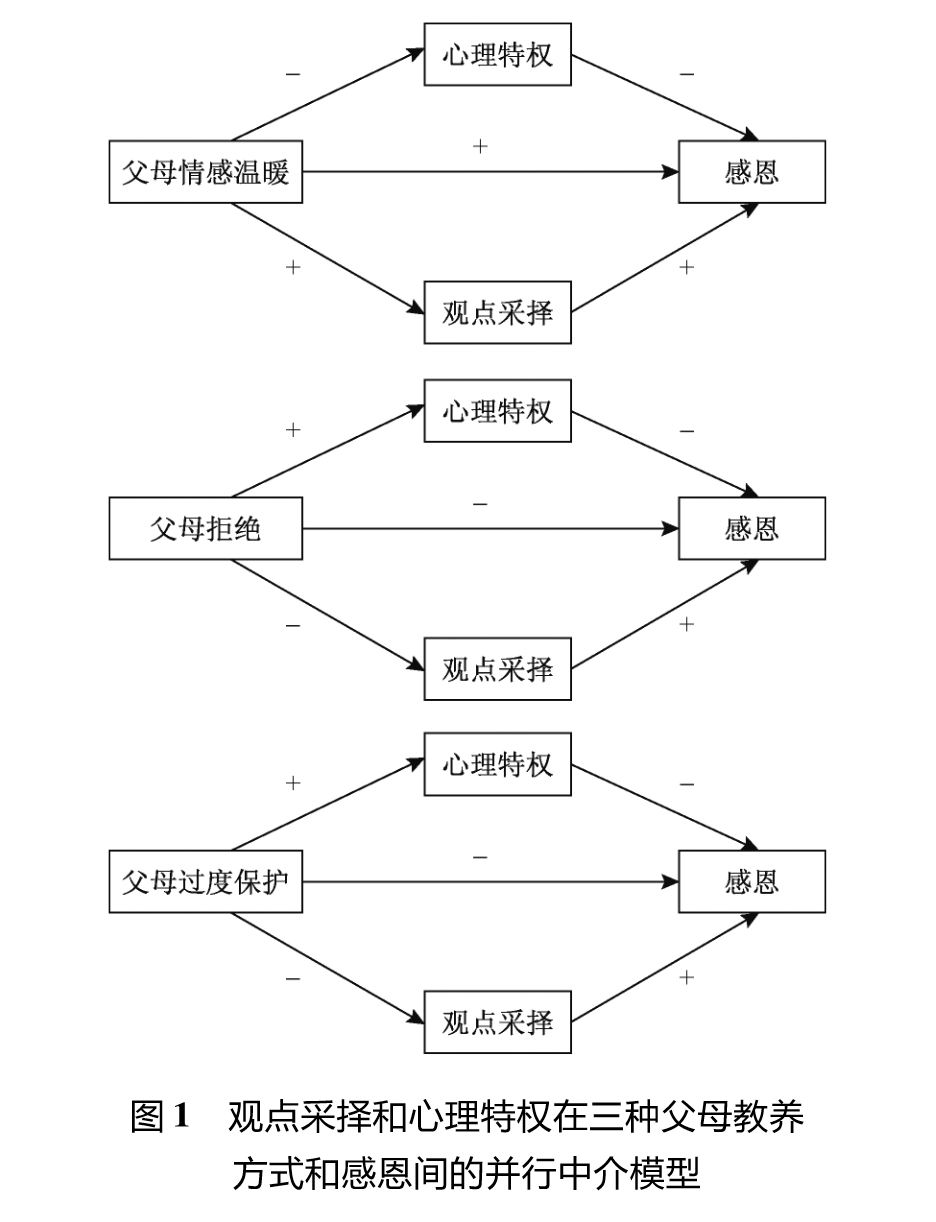 心理特权
− −
父母情感温暖 + 感恩
+ +
观点采择
心理特权
+ −
父母拒绝 − 感恩
− +
观点采择
心理特权
+ −
父母过度保护 − 感恩
− +
观点采择
图 1 观点采择和心理特权在三种父母教养
方式和感恩间的并行中介模型